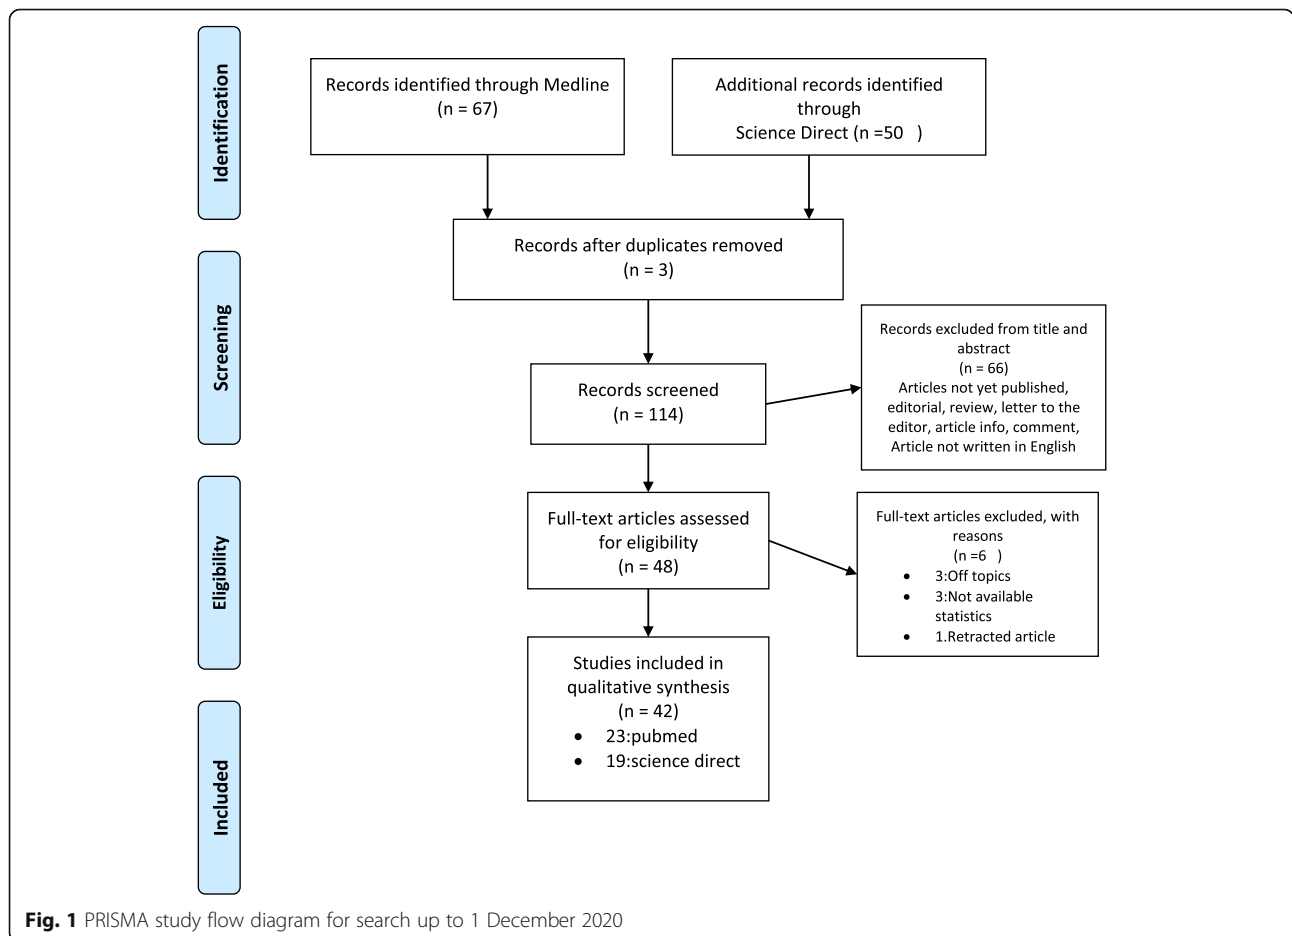 Identification
Records identified through Medline
(n = 67)
Additional records identified
through
Science Direct (n =50   )
Records after duplicates removed
(n = 3)
Screening
Records screened
(n = 114)
Records excluded from title and
abstract
(n = 66)
Articles not yet published,
editorial, review, letter to the
editor, article info, comment,
Article not written in English
Eligibility
Full-text articles assessed
for eligibility
(n = 48)
Full-text articles excluded, with
reasons
(n =6   )
• 3:Off topics
• 3:Not available
statistics
• 1.Retracted article
Included
Studies included in
qualitative synthesis
(n = 42)
• 23:pubmed
• 19:science direct
Fig. 1 PRISMA study flow diagram for search up to 1 December 2020